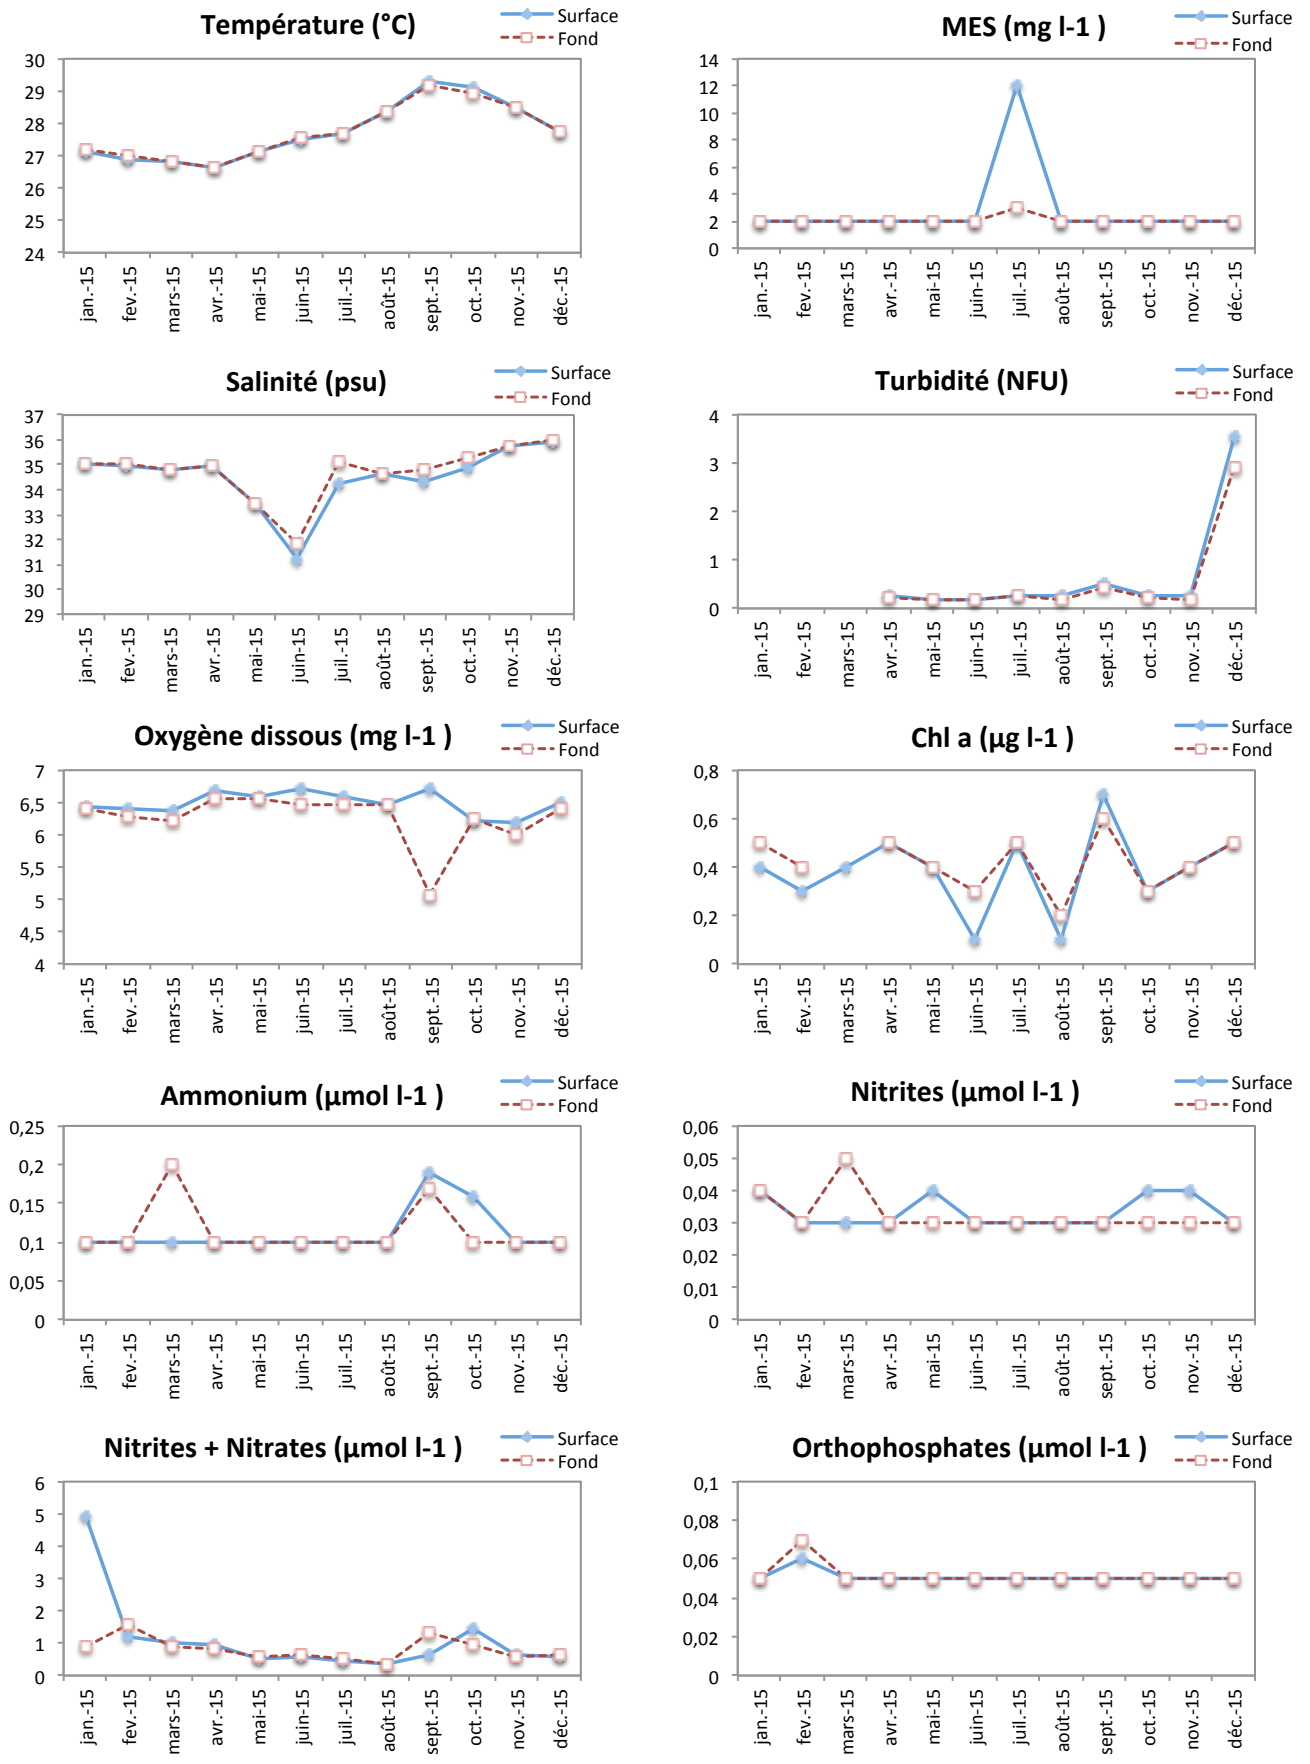 Température (°C)
Surface
Fond
30
29
28
27
26
25
24
jan.-15
fev.-15
mars-15
avr.-15
mai-15
juin-15
juil.-15
août-15
sept.-15
oct.-15
nov.-15
déc.-15
MES (mg l-1 )
Surface
Fond
14
12
10
8
6
4
2
0
jan.-15
fev.-15
mars-15
avr.-15
mai-15
juin-15
juil.-15
août-15
sept.-15
oct.-15
nov.-15
déc.-15
Salinité (psu)
Surface
Fond
37
36
35
34
33
32
31
30
29
jan.-15
fev.-15
mars-15
avr.-15
mai-15
juin-15
juil.-15
août-15
sept.-15
oct.-15
nov.-15
déc.-15
Turbidité (NFU)
Surface
Fond
4
3
2
1
0
jan.-15
fev.-15
mars-15
avr.-15
mai-15
juin-15
juil.-15
août-15
sept.-15
oct.-15
nov.-15
déc.-15
Oxygène dissous (mg l-1 )
Surface
Fond
7
6,5
6
5,5
5
4,5
4
jan.-15
fev.-15
mars-15
avr.-15
mai-15
juin-15
juil.-15
août-15
sept.-15
oct.-15
nov.-15
déc.-15
Chl a (µg l-1 )
Surface
Fond
0,8
0,6
0,4
0,2
0
jan.-15
fev.-15
mars-15
avr.-15
mai-15
juin-15
juil.-15
août-15
sept.-15
oct.-15
nov.-15
déc.-15
Ammonium (µmol l-1 )
Surface
Fond
0,25
0,2
0,15
0,1
0,05
0
jan.-15
fev.-15
mars-15
avr.-15
mai-15
juin-15
juil.-15
août-15
sept.-15
oct.-15
nov.-15
déc.-15
Nitrites (µmol l-1 )
Surface
Fond
0,06
0,05
0,04
0,03
0,02
0,01
0
jan.-15
fev.-15
mars-15
avr.-15
mai-15
juin-15
juil.-15
août-15
sept.-15
oct.-15
nov.-15
déc.-15
Nitrites + Nitrates (µmol l-1 )
Surface
Fond
6
5
4
3
2
1
0
jan.-15
fev.-15
mars-15
avr.-15
mai-15
juin-15
juil.-15
août-15
sept.-15
oct.-15
nov.-15
déc.-15
Orthophosphates (µmol l-1 )
Surface
Fond
0,1
0,08
0,06
0,04
0,02
0
jan.-15
fev.-15
mars-15
avr.-15
mai-15
juin-15
juil.-15
août-15
sept.-15
oct.-15
nov.-15
déc.-15